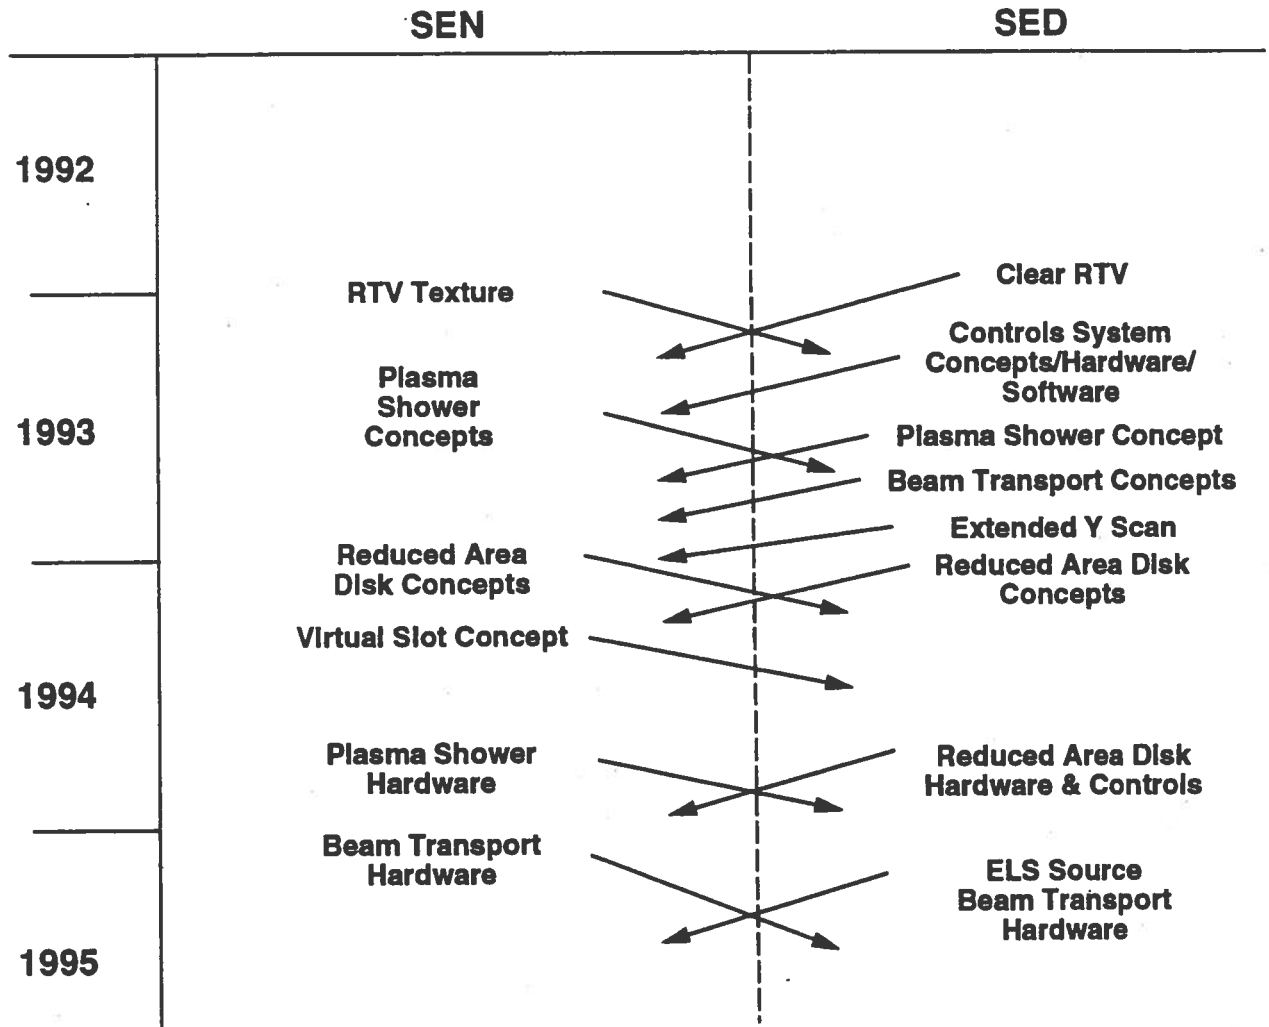 SEN
SED
1992
RTV Texture
Clear RTV
Controls System
Concepts/Hardware/
Software
Plasma
Shower
Concepts
1993
Plasma Shower Concept
Beam Transport Concepts
Extended Y Scan
Reduced Area
Disk Concepts
Reduced Area Disk
Concepts
Virtual Slot Concept
1994
Plasma Shower
Hardware
Reduced Area Disk
Hardware & Controls
Beam Transport
Hardware
ELS Source
Beam Transport
Hardware
1995